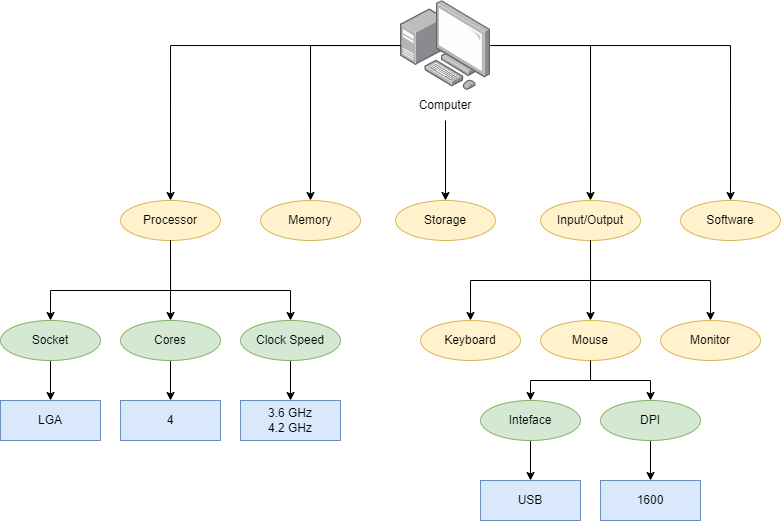 Computer
Processor
Memory
Storage
Input/Output
Software
Socket
Cores
Clock Speed
Keyboard
Mouse
Monitor
LGA
4
3.6 GHz
4.2 GHz
Inteface
DPI
USB
1600